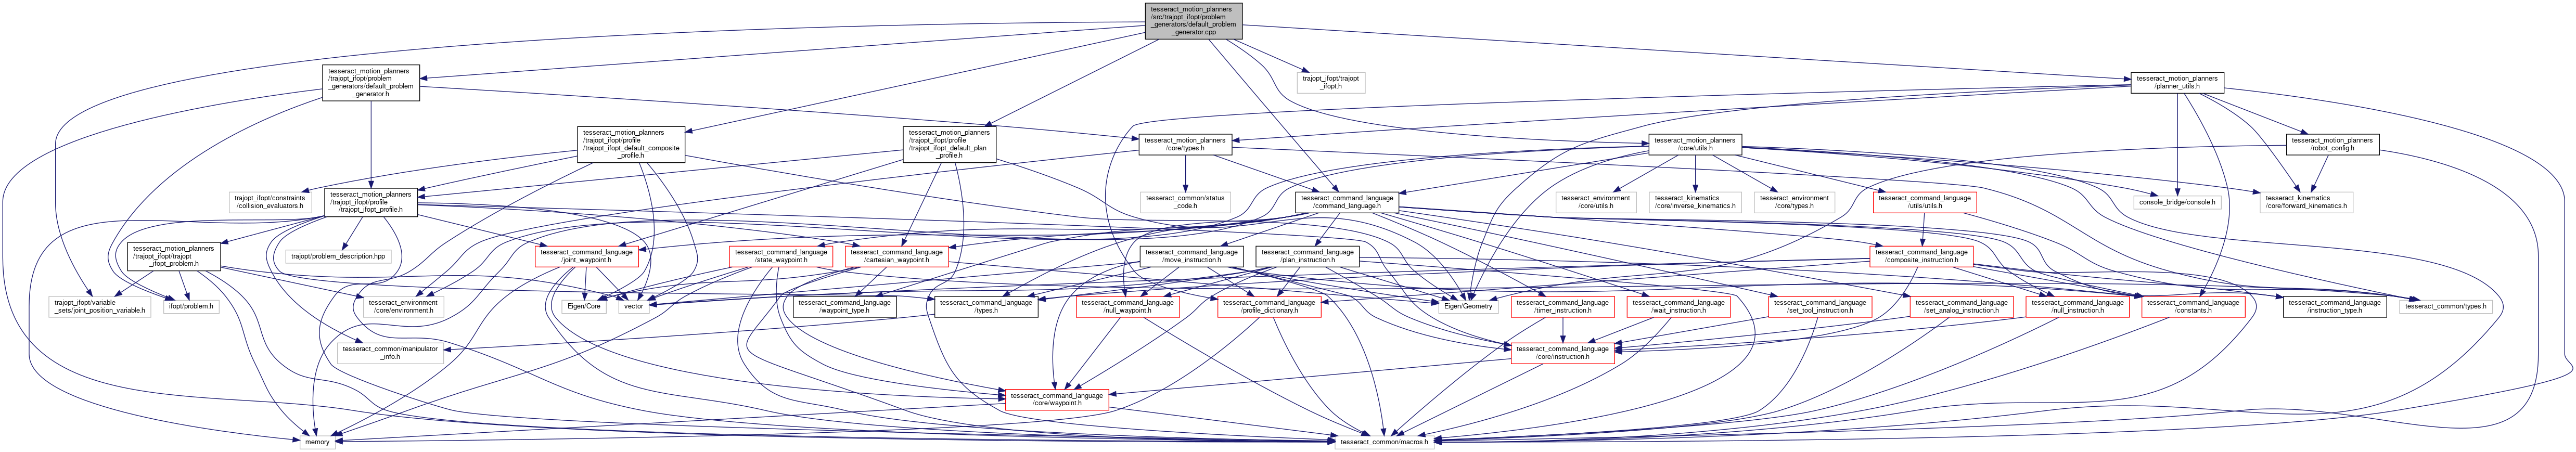 tesseract_motion_planners
/src/trajopt_ifopt/problem
_generators/default_problem
_generator.cpp
tesseract_motion_planners
/trajopt_ifopt/problem
_generators/default_problem
_generator.h
trajopt_ifopt/trajopt
_ifopt.h
tesseract_motion_planners
/planner_utils.h
tesseract_motion_planners
/trajopt_ifopt/profile
/trajopt_ifopt_default_composite
_profile.h
tesseract_motion_planners
/trajopt_ifopt/profile
/trajopt_ifopt_default_plan
_profile.h
tesseract_motion_planners
/core/types.h
tesseract_motion_planners
/core/utils.h
tesseract_motion_planners
/robot_config.h
trajopt_ifopt/constraints
/collision_evaluators.h
tesseract_motion_planners
/trajopt_ifopt/profile
/trajopt_ifopt_profile.h
tesseract_common/status
_code.h
tesseract_command_language
/command_language.h
tesseract_environment
/core/utils.h
tesseract_kinematics
/core/inverse_kinematics.h
tesseract_environment
/core/types.h
tesseract_command_language
/utils/utils.h
console_bridge/console.h
tesseract_kinematics
/core/forward_kinematics.h
tesseract_motion_planners
/trajopt_ifopt/trajopt
_ifopt_problem.h
trajopt/problem_description.hpp
tesseract_command_language
/joint_waypoint.h
tesseract_command_language
/state_waypoint.h
tesseract_command_language
/cartesian_waypoint.h
tesseract_command_language
/move_instruction.h
tesseract_command_language
/plan_instruction.h
tesseract_command_language
/composite_instruction.h
trajopt_ifopt/variable
_sets/joint_position_variable.h
ifopt/problem.h
tesseract_environment
/core/environment.h
Eigen/Core
vector
tesseract_command_language
/waypoint_type.h
tesseract_command_language
/types.h
tesseract_command_language
/null_waypoint.h
tesseract_command_language
/profile_dictionary.h
Eigen/Geometry
tesseract_command_language
/timer_instruction.h
tesseract_command_language
/wait_instruction.h
tesseract_command_language
/set_tool_instruction.h
tesseract_command_language
/set_analog_instruction.h
tesseract_command_language
/null_instruction.h
tesseract_command_language
/constants.h
tesseract_command_language
/instruction_type.h
tesseract_common/types.h
tesseract_common/manipulator
_info.h
tesseract_command_language
/core/instruction.h
tesseract_command_language
/core/waypoint.h
memory
tesseract_common/macros.h